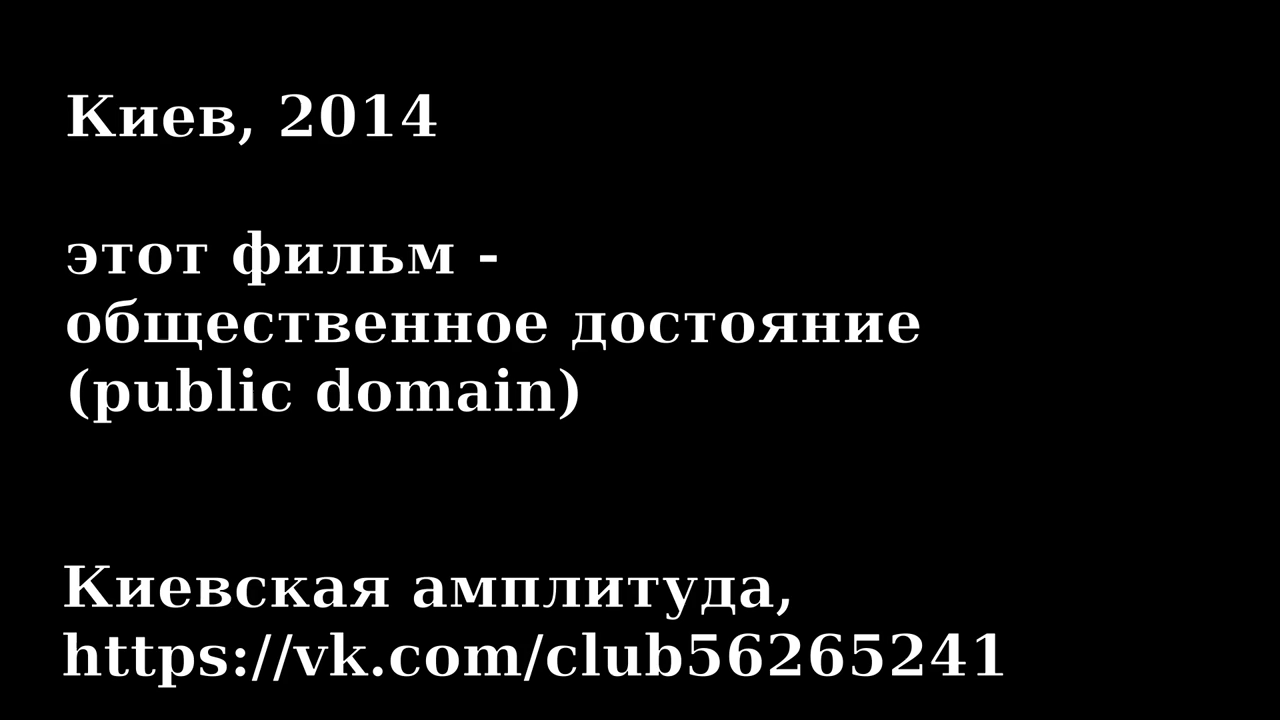 Киев, 2014
этот фильм -
общественное достояние
(public domain)
Киевская амплитуда,
https://vk.com/club56265241